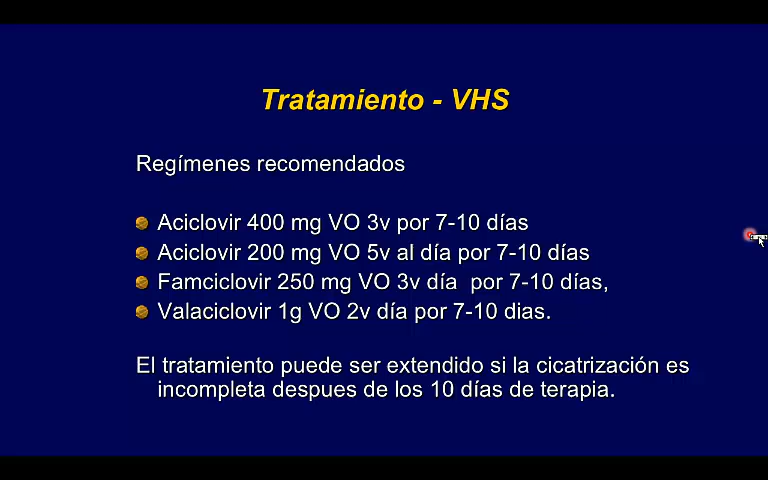 Tratamiento - VHS
Regímenes recomendados
Aciclovir 400 mg VO 3v por 7-10 días
Aciclovir 200 mg VO 5v al día por 7-10 días
Famciclovir 250 mg VO 3v día  por 7-10 días,
Valaciclovir 1g VO 2v día por 7-10 dias.
El tratamiento puede ser extendido si la cicatrización es
incompleta despues de los 10 días de terapia.